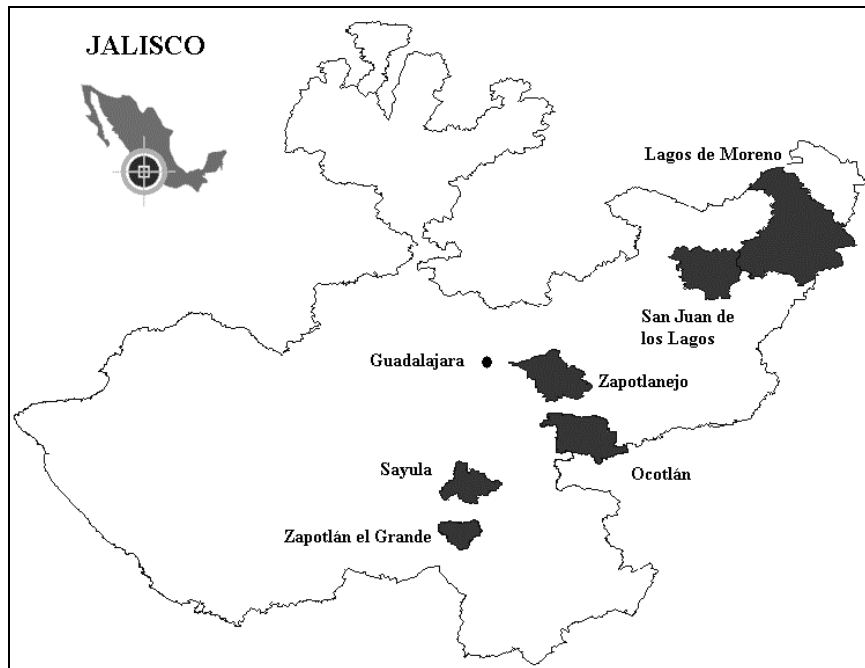 JALISCO
Lagos de Moreno
San Juan de
los Lagos
Guadalajara
Zapotlanejo
Sayula
Ocotlán
Zapotlán el Grande